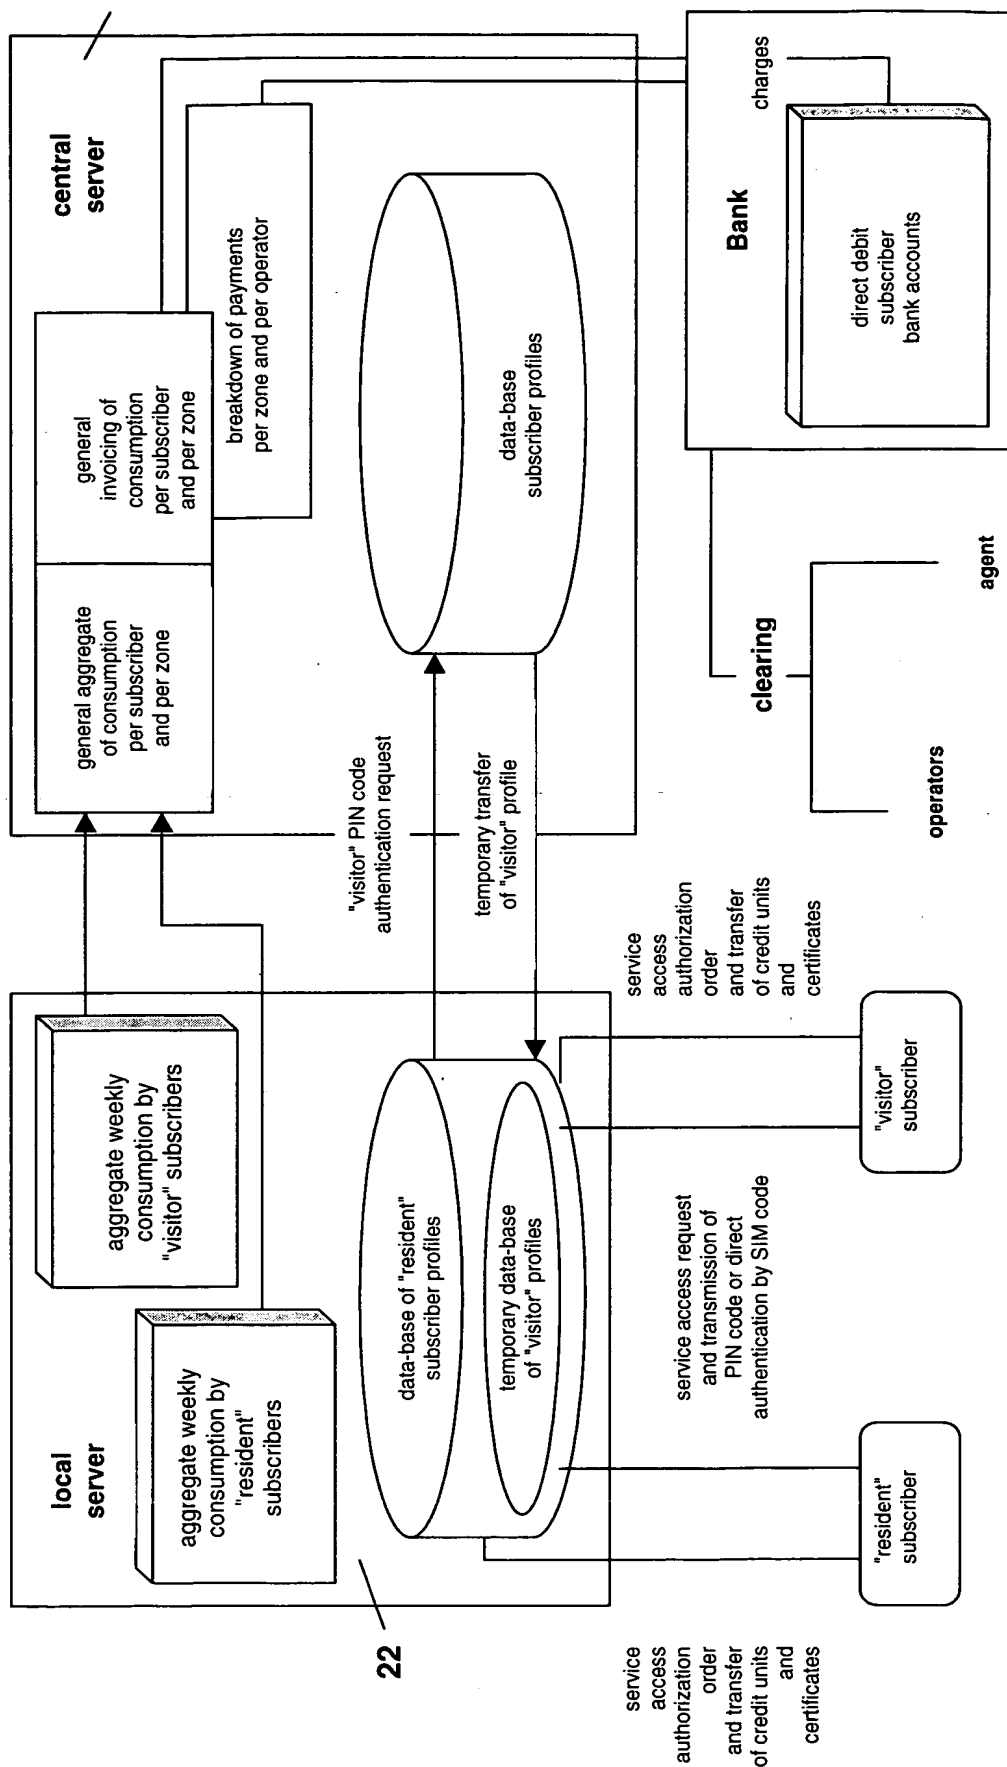 local
server
aggregate weekly
consumption by
"visitor" subscribers
aggregate weekly
consumption by
"resident"
subscribers
22
data-base of "resident"
subscriber profiles
temporary data-base
of "visitor" profiles
central
server
general aggregate
of consumption
per subscriber
and per zone
general
invoicing of
consumption
per subscriber
and per zone
breakdown of payments
per zone and per operator
"visitor" PIN code
authentication request
temporary transfer
of "visitor" profile
data-base
subscriber profiles
service
access
authorization
order
and transfer
of credit units
and
certificates
"resident"
subscriber
service access request
and transmission of
PIN code or direct
authentication by SIM code
"visitor"
subscriber
service
access
authorization
order
and transfer
of credit units
and
certificates
clearing
operators
agent
Bank
charges
direct debit
subscriber
bank accounts